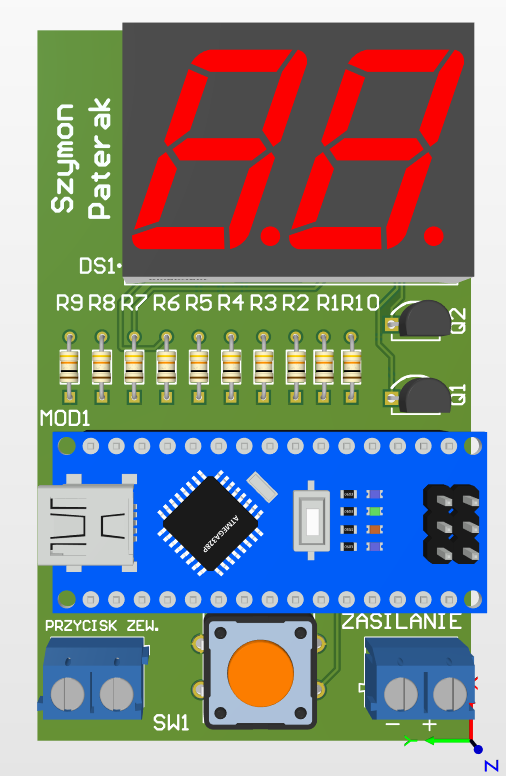 Szymon
Paterak
DS1
R9 R8 R7 R6 R5 R4 R3 R2 R1 R10
Q2
Q1
MOD1
ATMEGA328P
PRZYCISK ZEW.
ZASILANIE
SW1
- +
Z